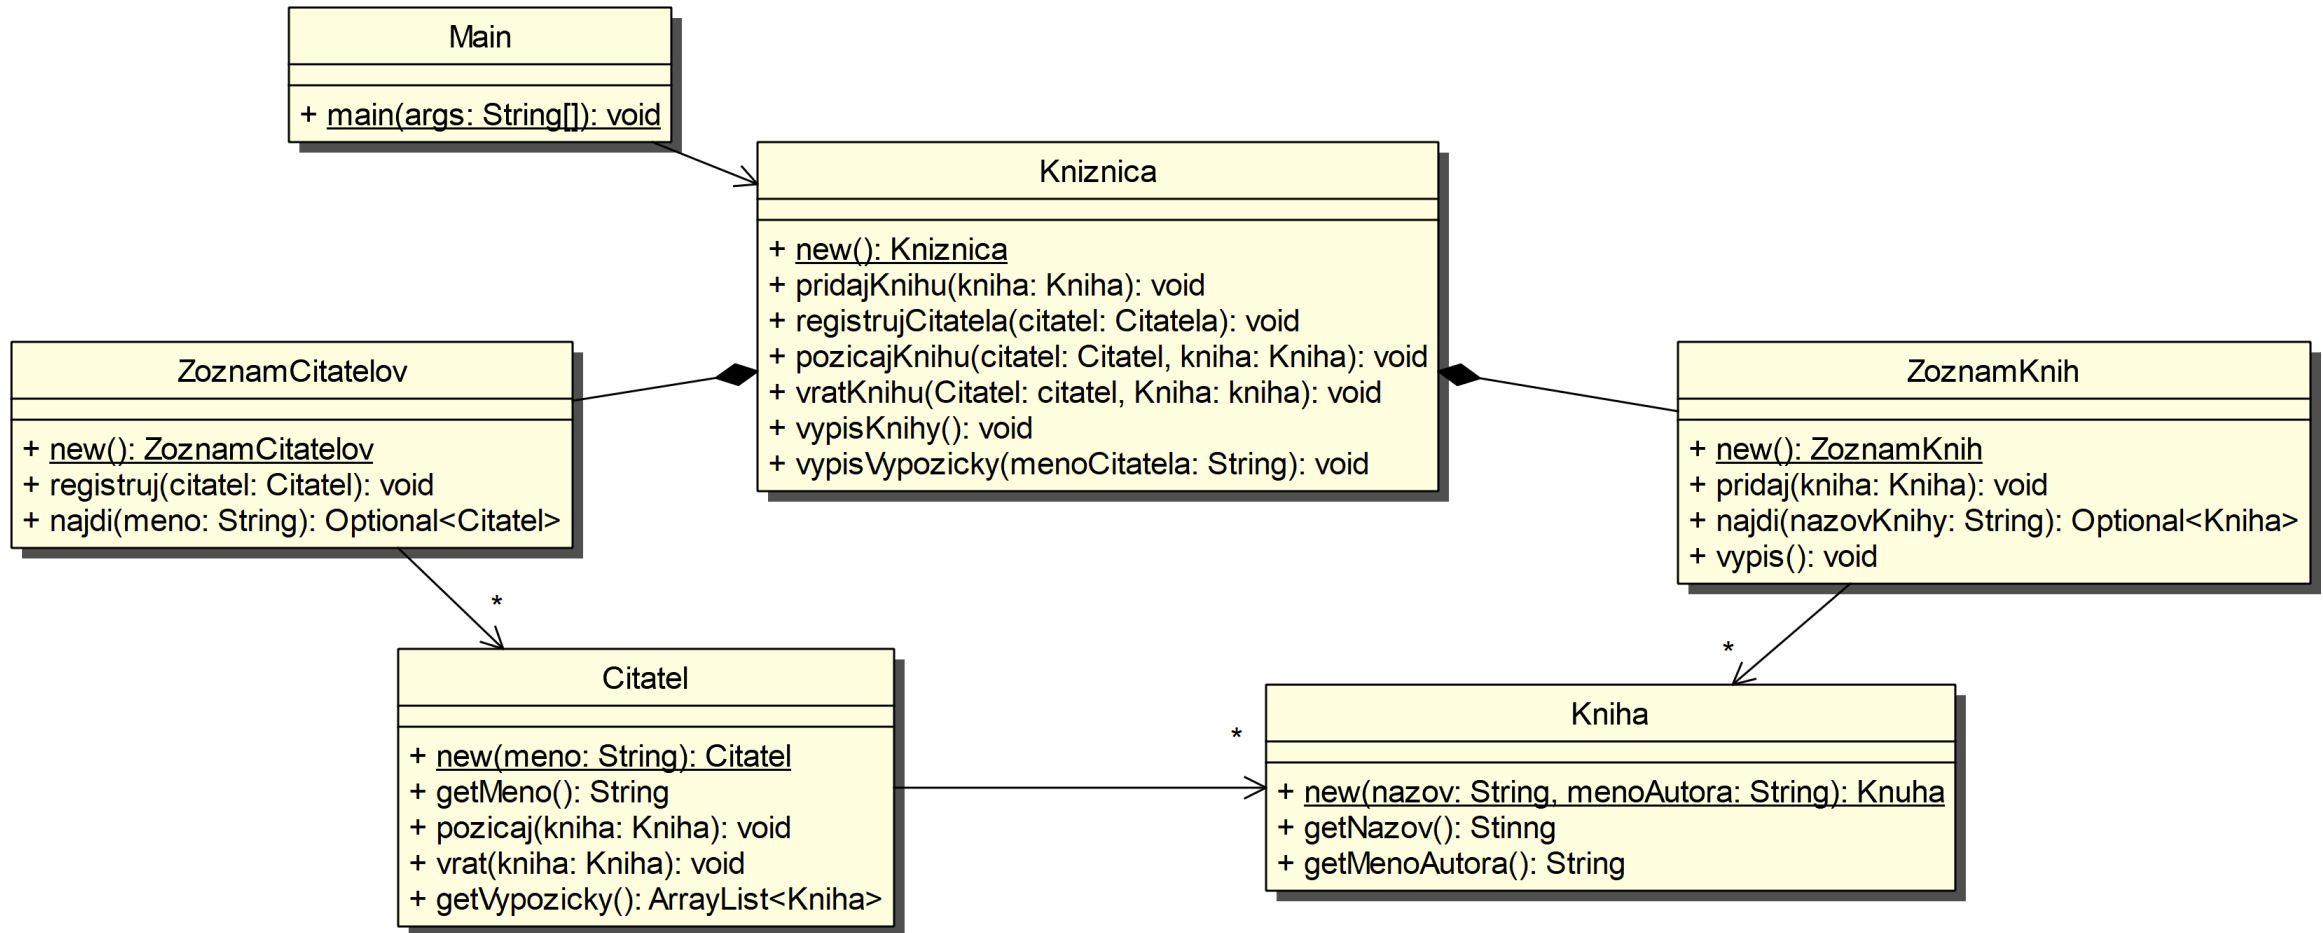 Main
+ main(args: String[]): void
Kniznica
+ new(): Kniznica
+ pridajKnihu(kniha: Kniha): void
+ registrujCitatela(citatel: Citatela): void
+ pozicajKnihu(citatel: Citatel, kniha: Kniha): void
+ vratKnihu(Citatel: citatel, Kniha: kniha): void
+ vypisKnihy(): void
+ vypisVypozicky(menoCitatela: String): void
ZoznamCitatelov
+ new(): ZoznamCitatelov
+ registruj(citatel: Citatel): void
+ najdi(meno: String): Optional<Citatel>
ZoznamKnih
+ new(): ZoznamKnih
+ pridaj(kniha: Kniha): void
+ najdi(nazovKnihy: String): Optional<Kniha>
+ vypis(): void
*
*
Citatel
+ new(meno: String): Citatel
+ getMeno(): String
+ pozicaj(kniha: Kniha): void
+ vrat(kniha: Kniha): void
+ getVypozicky(): ArrayList<Kniha>
*
Kniha
+ new(nazov: String, menoAutora: String): Knuha
+ getNazov(): Stinng
+ getMenoAutora(): String